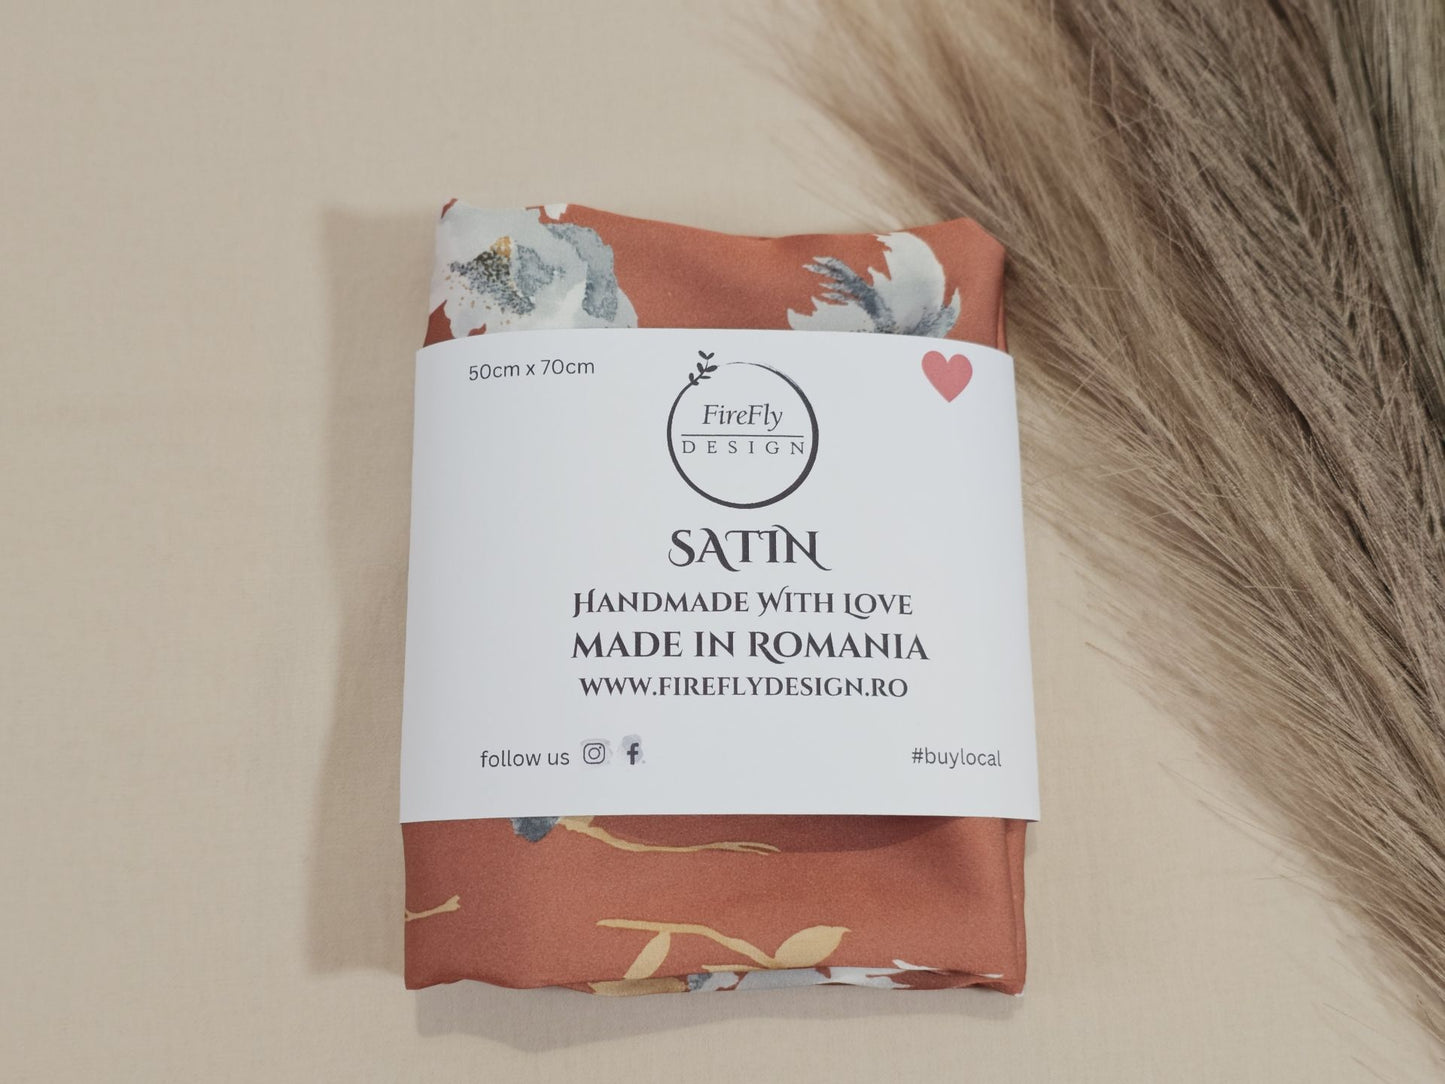 50cm x 70cm
FireFly
DESIGN
SATIN
Handmade With Love
MADE IN ROMANIA
WWW.FIREFLYDESIGN.RO
follow us
#buylocal